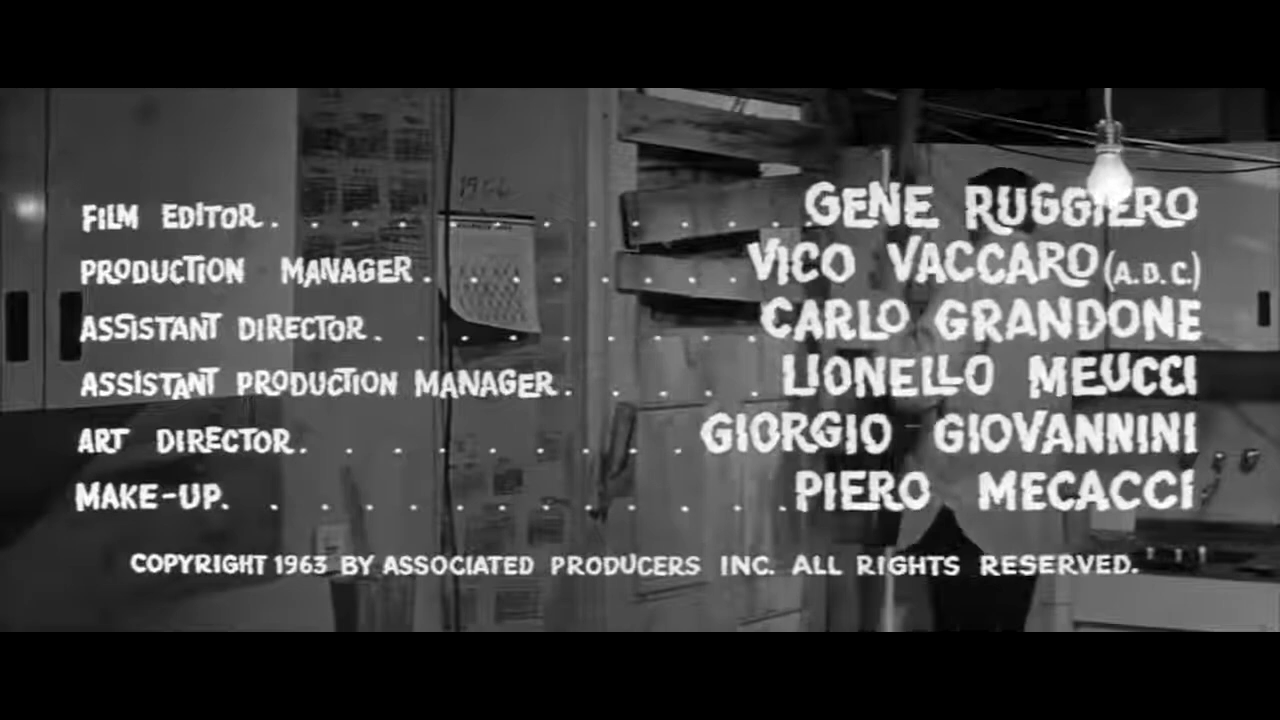 FILM EDITOR. . . . . . . . . . . . GENE RUGGIERO
PRODUCTION MANAGER. . . . . . . . VICO VACCARO (A.D.C.)
ASSISTANT DIRECTOR. . . . . . . . . CARLO GRANDONE
ASSISTANT PRODUCTION MANAGER. . . . . LIONELLO MEUCCI
ART DIRECTOR. . . . . . . . . GIORGIO GIOVANNINI
MAKE-UP. . . . . . . . . . . . . PIERO MECACCI
COPYRIGHT 1963 BY ASSOCIATED PRODUCERS INC. ALL RIGHTS RESERVED.